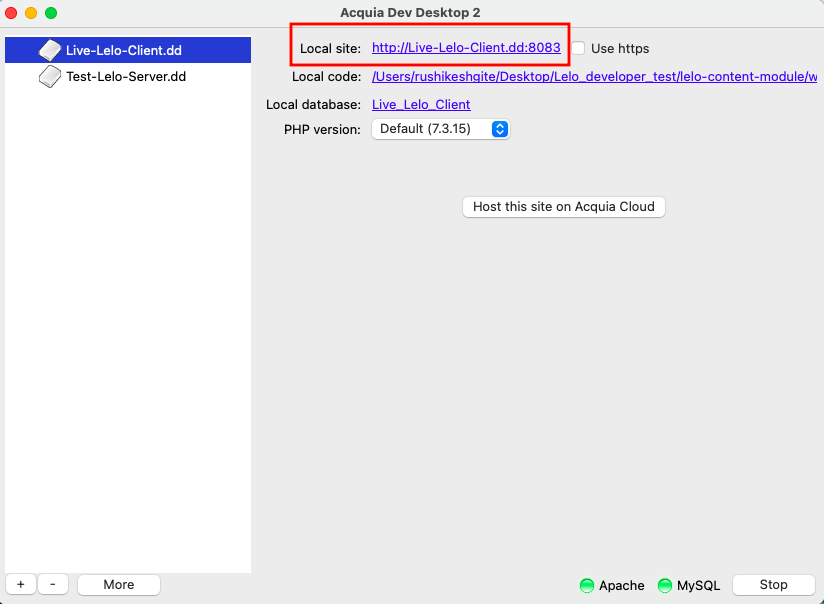 Acquia Dev Desktop 2
Live-Lelo-Client.dd
Test-Lelo-Server.dd
Local site: http://Live-Lelo-Client.dd:8083 Use https
Local code: /Users/rushikeshgite/Desktop/Lelo_developer_test/lelo-content-module/w
Local database: Live_Lelo_Client
PHP version: Default (7.3.15)
Host this site on Acquia Cloud
+ - More Apache MySQL Stop